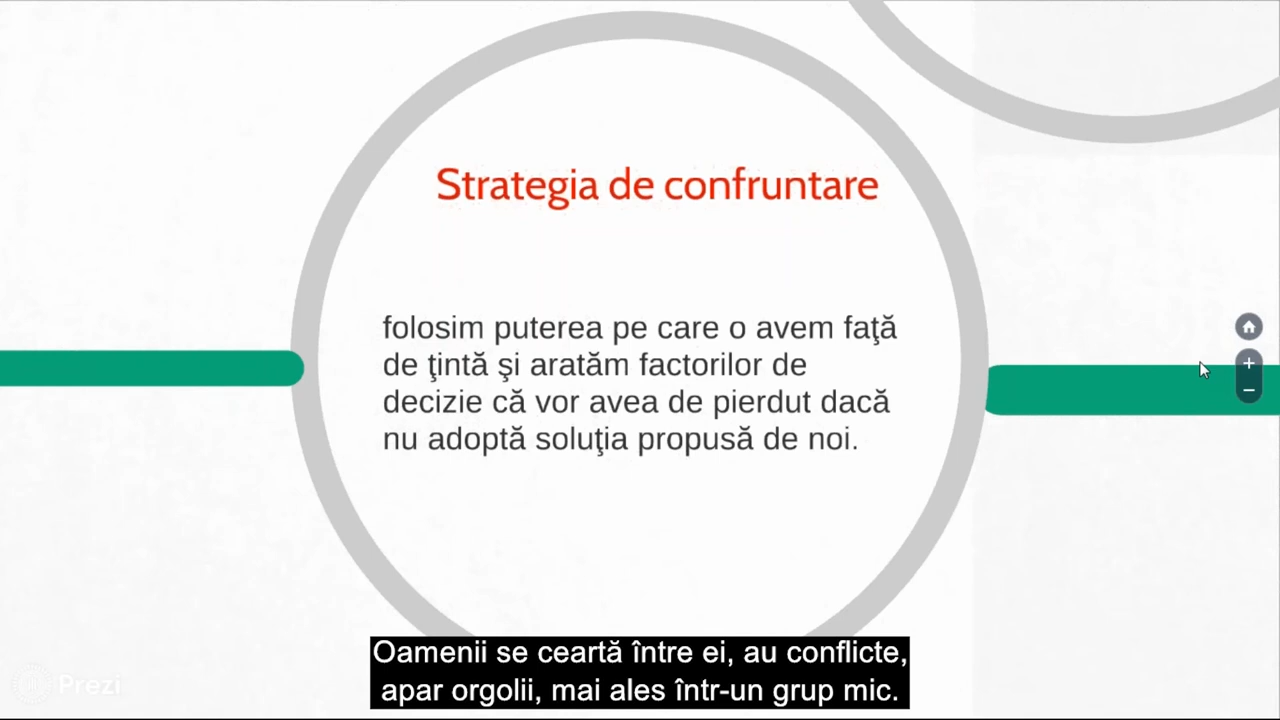 Strategia de confruntare
folosim puterea pe care o avem faţă
de ţintă şi aratăm factorilor de
decizie că vor avea de pierdut dacă
nu adoptă soluţia propusă de noi.
Oamenii se ceartă între ei, au conflicte,
apar orgolii, mai ales într-un grup mic.
Prezi